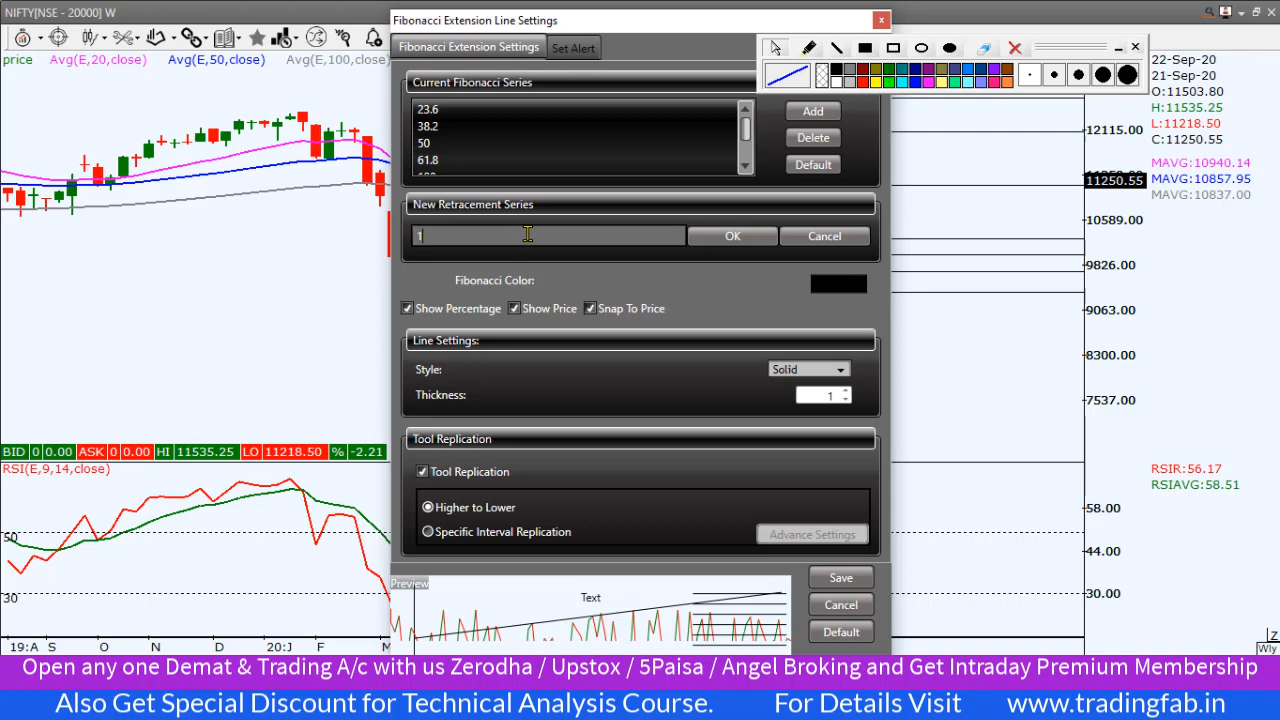 NIFTY[NSE - 20000] W
price Avg(E,20,close) Avg(E,50,close) Avg(E,100,close)
Fibonacci Extension Line Settings
Fibonacci Extension Settings
Set Alert
Current Fibonacci Series
23.6
38.2
50
61.8
Add
Delete
Default
New Retracement Series
1
OK
Cancel
Fibonacci Color:
Show Percentage
Show Price
Snap To Price
Line Settings:
Style:
Solid
Thickness:
1
Tool Replication
Tool Replication
Higher to Lower
Specific Interval Replication
Advance Settings
Preview
Text
Save
Cancel
Default
22-Sep-20
21-Sep-20
O:11503.80
H:11535.25
L:11218.50
C:11250.55
MAVG:10940.14
MAVG:10857.95
MAVG:10837.00
12115.00
11250.55
10589.00
9826.00
9063.00
8300.00
7537.00
BID 0 0.00 ASK 0 0.00 HI 11535.25 LO 11218.50 % -2.21
RSI(E,9,14,close)
50
30
RSIR:56.17
RSIAVG:58.51
58.00
44.00
30.00
19:A S O N D 20:J F M
Z
Wly
Open any one Demat & Trading A/c with us Zerodha / Upstox / 5Paisa / Angel Broking and Get Intraday Premium Membership
Also Get Special Discount for Technical Analysis Course. For Details Visit www.tradingfab.in